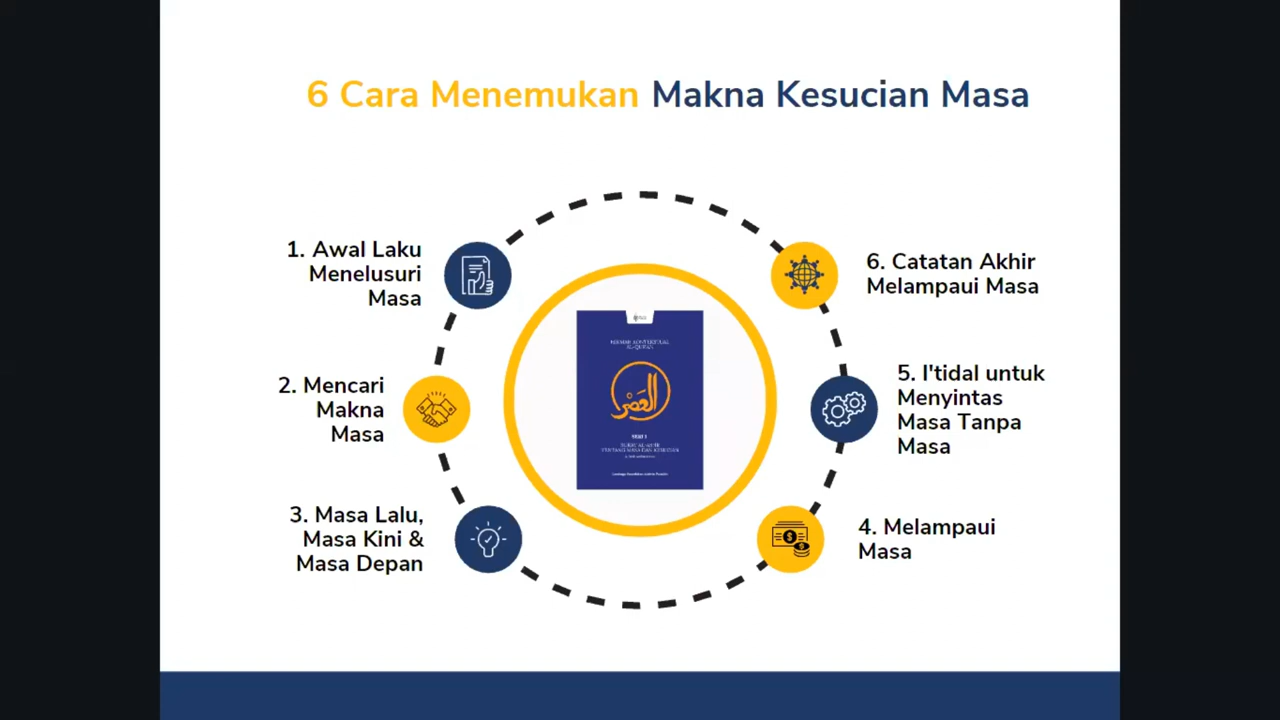 6 Cara Menemukan Makna Kesucian Masa
1. Awal Laku
Menelusuri
Masa
2. Mencari
Makna
Masa
3. Masa Lalu,
Masa Kini &
Masa Depan
العصر
6. Catatan Akhir
Melampaui Masa
5. I'tidal untuk
Menyintas
Masa Tanpa
Masa
4. Melampaui
Masa